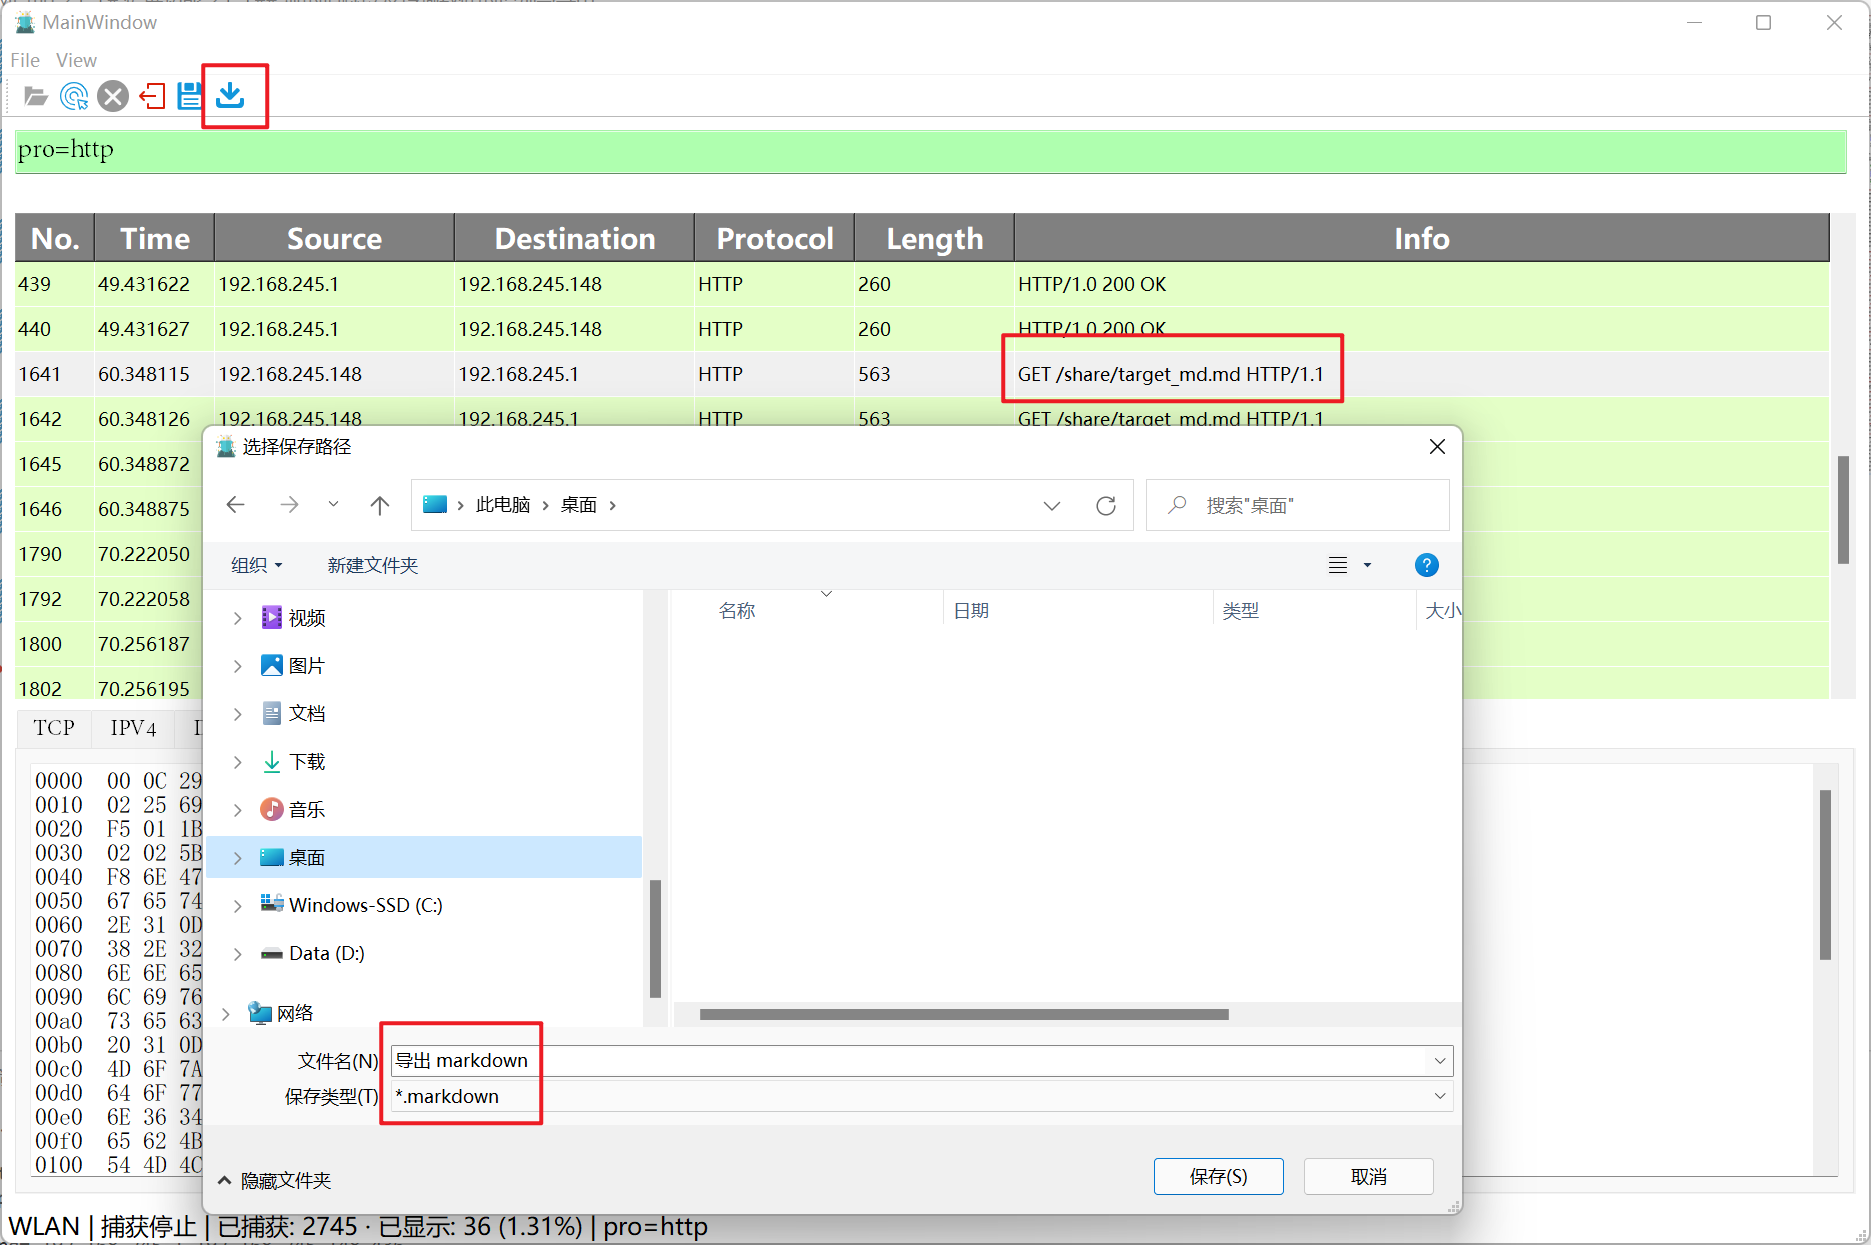 MainWindow
File View
pro=http
No. Time Source Destination Protocol Length Info
439 49.431622 192.168.245.1 192.168.245.148 HTTP 260 HTTP/1.0 200 OK
440 49.431627 192.168.245.1 192.168.245.148 HTTP 260 HTTP/1.0 200 OK
1641 60.348115 192.168.245.148 192.168.245.1 HTTP 563 GET /share/target_md.md HTTP/1.1
1642 60.348126 192.168.245.148 192.168.245.1 HTTP 563 GET /share/target_md.md HTTP/1.1
1645 60.348872
1646 60.348875
1790 70.222050
1792 70.222058
1800 70.256187
1802 70.256195
TCP IPV4
0000 00 0C 29
0010 02 25 69
0020 F5 01 1B
0030 02 02 5B
0040 F8 6E 47
0050 67 65 74
0060 2E 31 0D
0070 38 2E 32
0080 6E 6E 65
0090 6C 69 76
00a0 73 65 63
00b0 20 31 0D
00c0 4D 6F 7A
00d0 64 6F 77
00e0 6E 36 34
00f0 65 62 4B
0100 54 4D 4C
选择保存路径
此电脑 › 桌面 ›
搜索"桌面"
组织 新建文件夹
?
名称 日期 类型 大小
视频
图片
文档
下载
音乐
桌面
Windows-SSD (C:)
Data (D:)
网络
文件名(N) 导出 markdown
保存类型(T) *.markdown
隐藏文件夹 保存(S) 取消
WLAN | 捕获停止 | 已捕获: 2745 · 已显示: 36 (1.31%) | pro=http